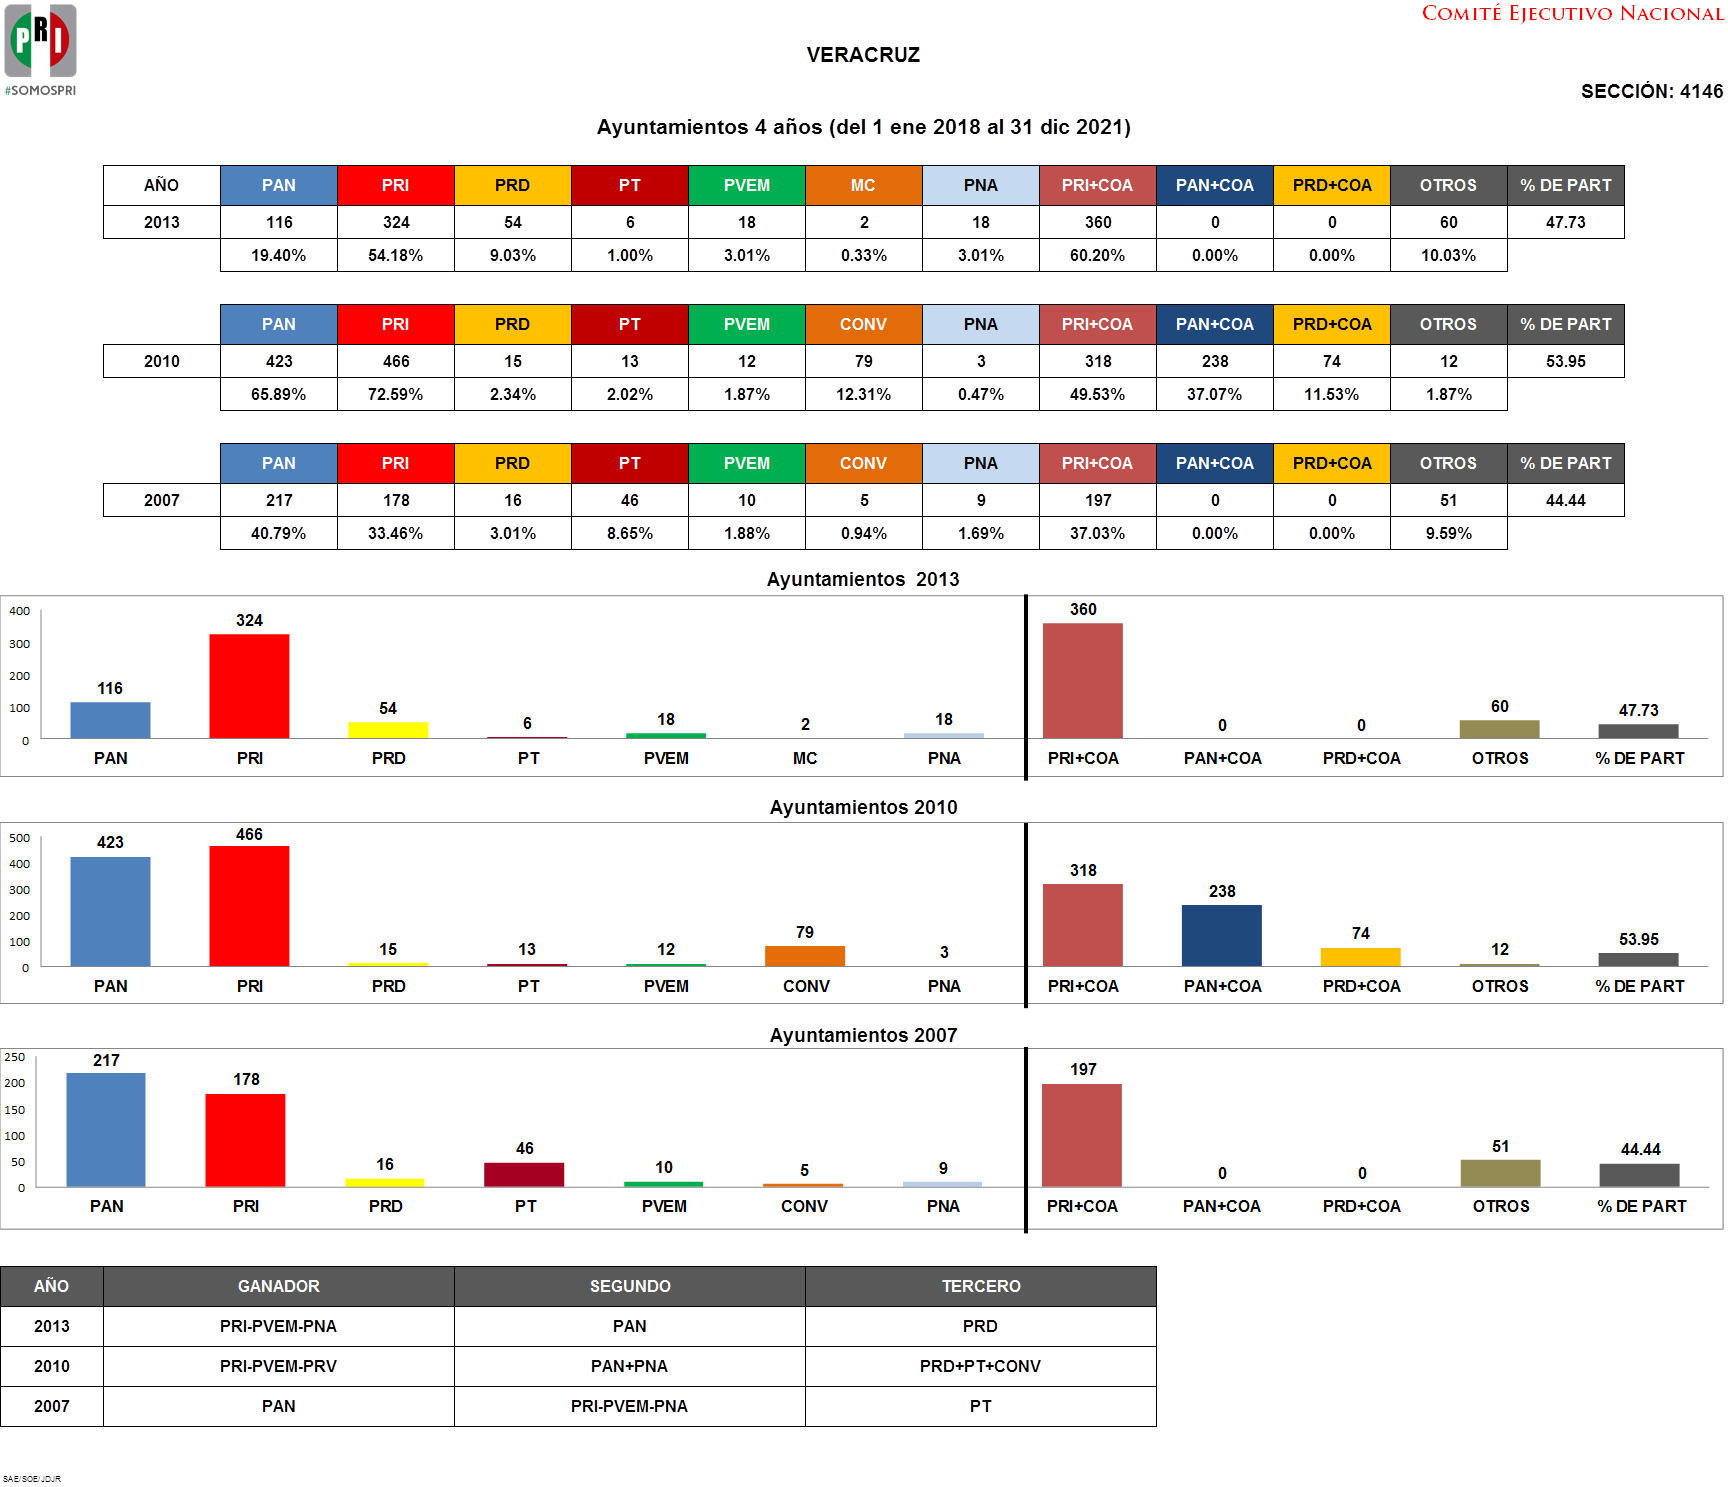 PRI
#SOMOSPRI
COMITÉ EJECUTIVO NACIONAL
VERACRUZ
SECCIÓN: 4146
Ayuntamientos 4 años (del 1 ene 2018 al 31 dic 2021)
AÑO PAN PRI PRD PT PVEM MC PNA PRI+COA PAN+COA PRD+COA OTROS % DE PART
2013 116 324 54 6 18 2 18 360 0 0 60 47.73
19.40% 54.18% 9.03% 1.00% 3.01% 0.33% 3.01% 60.20% 0.00% 0.00% 10.03%
PAN PRI PRD PT PVEM CONV PNA PRI+COA PAN+COA PRD+COA OTROS % DE PART
2010 423 466 15 13 12 79 3 318 238 74 12 53.95
65.89% 72.59% 2.34% 2.02% 1.87% 12.31% 0.47% 49.53% 37.07% 11.53% 1.87%
PAN PRI PRD PT PVEM CONV PNA PRI+COA PAN+COA PRD+COA OTROS % DE PART
2007 217 178 16 46 10 5 9 197 0 0 51 44.44
40.79% 33.46% 3.01% 8.65% 1.88% 0.94% 1.69% 37.03% 0.00% 0.00% 9.59%
Ayuntamientos 2013
400
300
200
100
0
116 324 54 6 18 2 18 360 0 0 60 47.73
PAN PRI PRD PT PVEM MC PNA PRI+COA PAN+COA PRD+COA OTROS % DE PART
Ayuntamientos 2010
500
400
300
200
100
0
423 466 15 13 12 79 3 318 238 74 12 53.95
PAN PRI PRD PT PVEM CONV PNA PRI+COA PAN+COA PRD+COA OTROS % DE PART
Ayuntamientos 2007
250
200
150
100
50
0
217 178 16 46 10 5 9 197 0 0 51 44.44
PAN PRI PRD PT PVEM CONV PNA PRI+COA PAN+COA PRD+COA OTROS % DE PART
AÑO GANADOR SEGUNDO TERCERO
2013 PRI-PVEM-PNA PAN PRD
2010 PRI-PVEM-PRV PAN+PNA PRD+PT+CONV
2007 PAN PRI-PVEM-PNA PT
SAE/SOE/JDJR